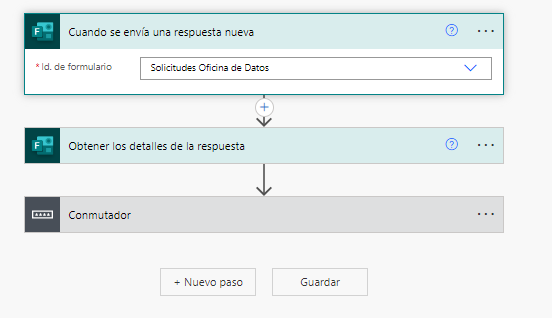 Cuando se envía una respuesta nueva
* Id. de formulario
Solicitudes Oficina de Datos
Obtener los detalles de la respuesta
Conmutador
+ Nuevo paso
Guardar